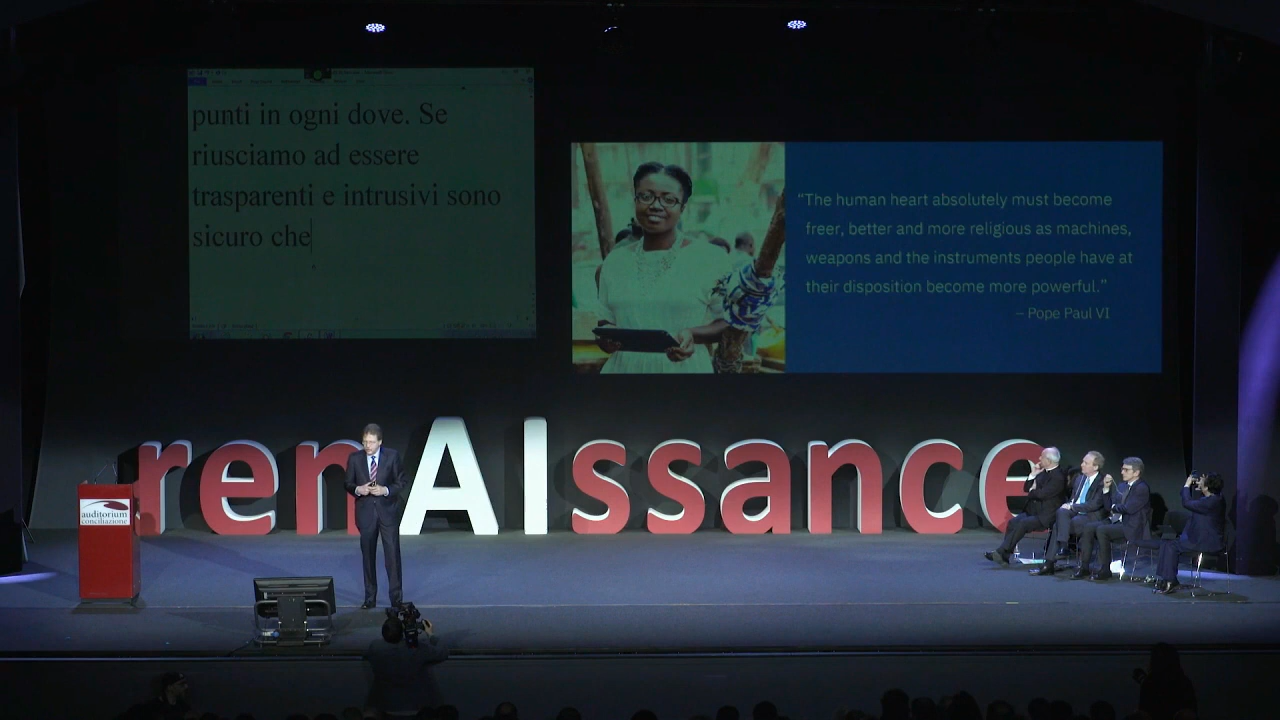 punti in ogni dove. Se
riusciamo ad essere
trasparenti e intrusivi sono
sicuro che
“The human heart absolutely must become
freer, better and more religious as machines,
weapons and the instruments people have at
their disposition become more powerful.”
– Pope Paul VI
renAIssance
auditorium
conciliazione